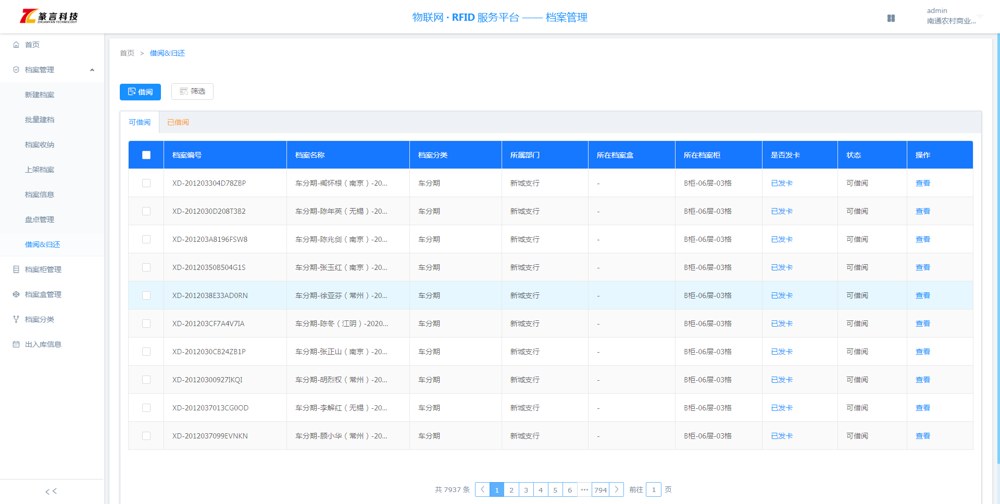 篆言科技
ZHUANYAN TECHNOLOGY
物联网 · RFID 服务平台 —— 档案管理
admin
南通农村商业...
首页
档案管理
新建档案
批量建档
档案收纳
上架档案
档案信息
盘点管理
借阅&归还
档案柜管理
档案盒管理
档案分类
出入库信息
<<
首页 > 借阅&归还
借阅 筛选
可借阅 已借阅
档案编号 档案名称 档案分类 所属部门 所在档案盒 所在档案柜 是否发卡 状态 操作
XD-201203304D78ZBP 车分期-臧怀根（南京）-20... 车分期 新城支行 - B柜-06层-03格 已发卡 可借阅 查看
XD-2012030D208T3B2 车分期-陈年英（无锡）-20... 车分期 新城支行 - B柜-06层-03格 已发卡 可借阅 查看
XD-201203A8196FSW8 车分期-陈兆剑（南京）-20... 车分期 新城支行 - B柜-06层-03格 已发卡 可借阅 查看
XD-20120350B504G1S 车分期-张玉红（南京）-20... 车分期 新城支行 - B柜-06层-03格 已发卡 可借阅 查看
XD-2012038E33AD0RN 车分期-徐亚芬（常州）-20... 车分期 新城支行 - B柜-06层-03格 已发卡 可借阅 查看
XD-201203CF7A4V7IA 车分期-陈冬（江阴）-2020... 车分期 新城支行 - B柜-06层-03格 已发卡 可借阅 查看
XD-2012030CB24ZB1P 车分期-张正山（南京）-20... 车分期 新城支行 - B柜-06层-03格 已发卡 可借阅 查看
XD-20120300927IKQI 车分期-胡烈权（常州）-20... 车分期 新城支行 - B柜-06层-03格 已发卡 可借阅 查看
XD-2012037013CG0OD 车分期-李解红（无锡）-20... 车分期 新城支行 - B柜-06层-03格 已发卡 可借阅 查看
XD-2012037099EVNKN 车分期-顾小华（常州）-20... 车分期 新城支行 - B柜-06层-03格 已发卡 可借阅 查看
共 7937 条 < 1 2 3 4 5 6 ••• 794 > 前往 1 页